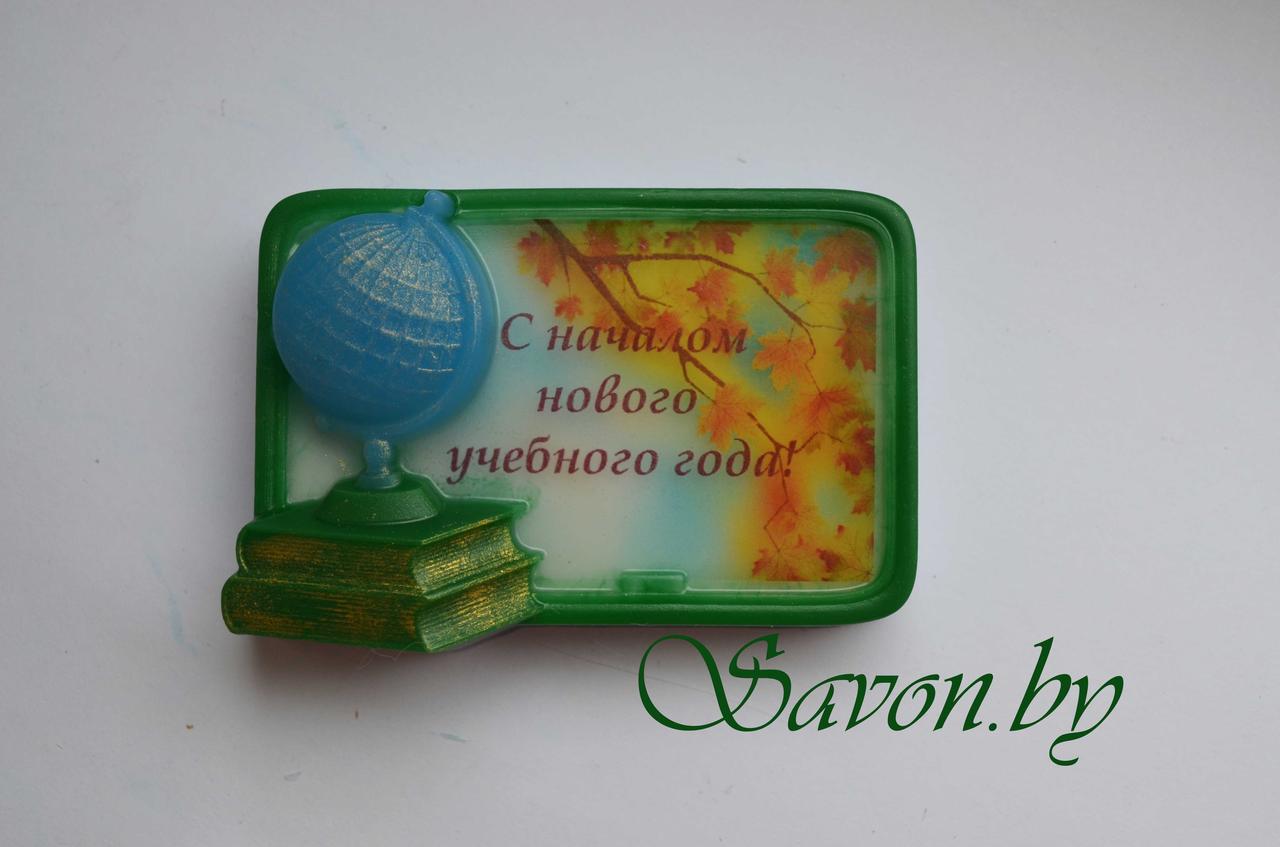 С началом
нового
учебного года!
Savon.by